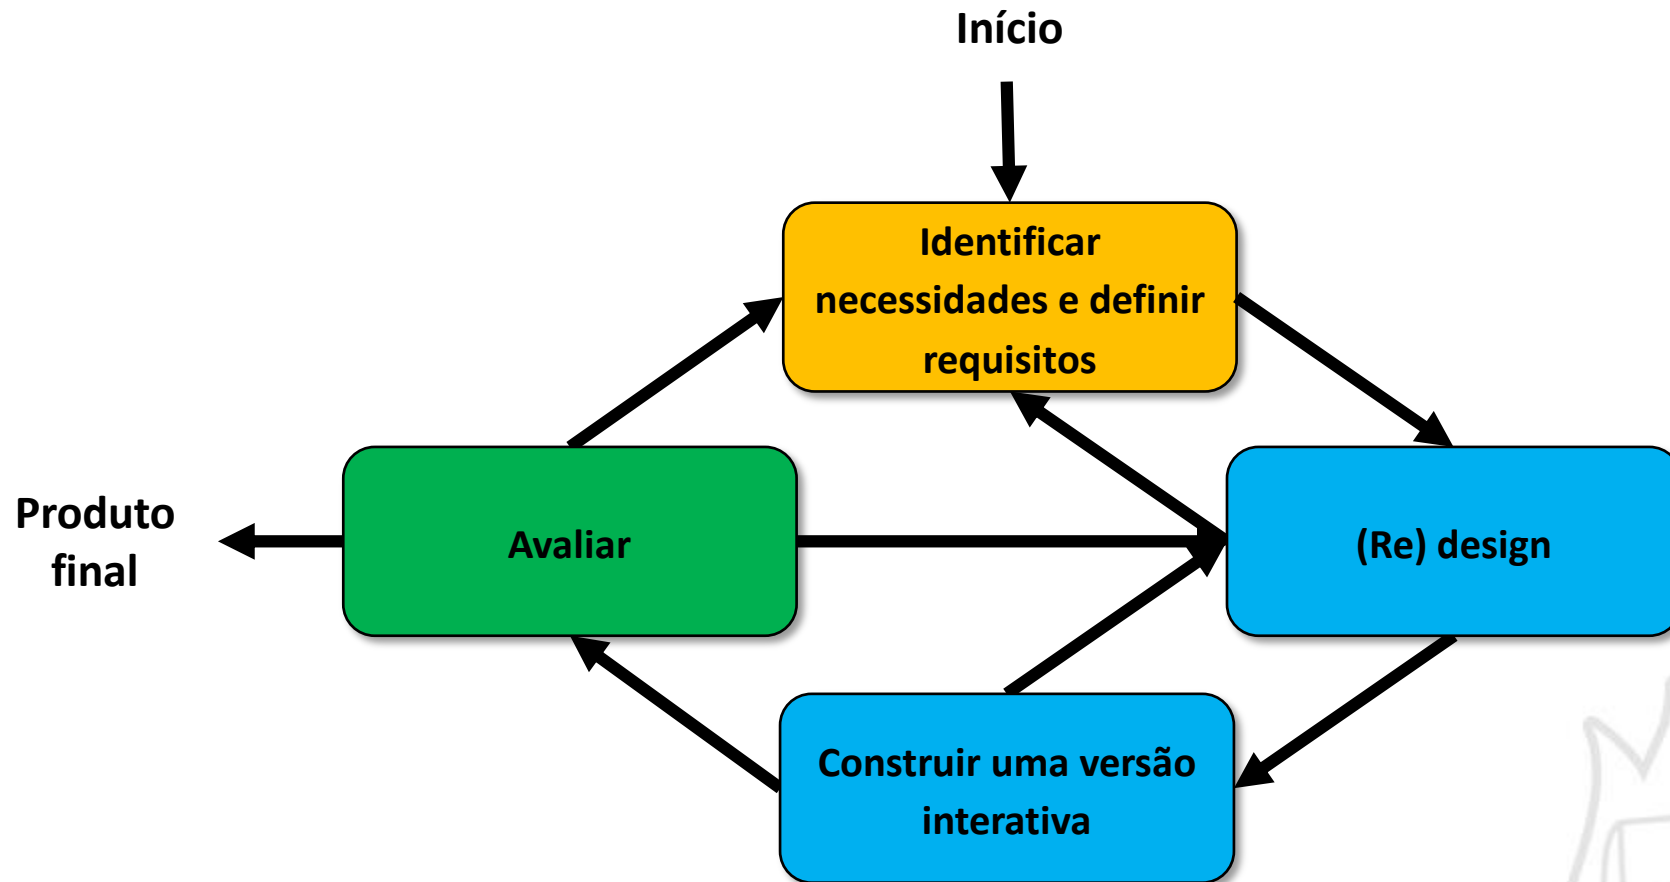 Início
Identificar
necessidades e definir
requisitos
Produto
final
Avaliar
(Re) design
Construir uma versão
interativa